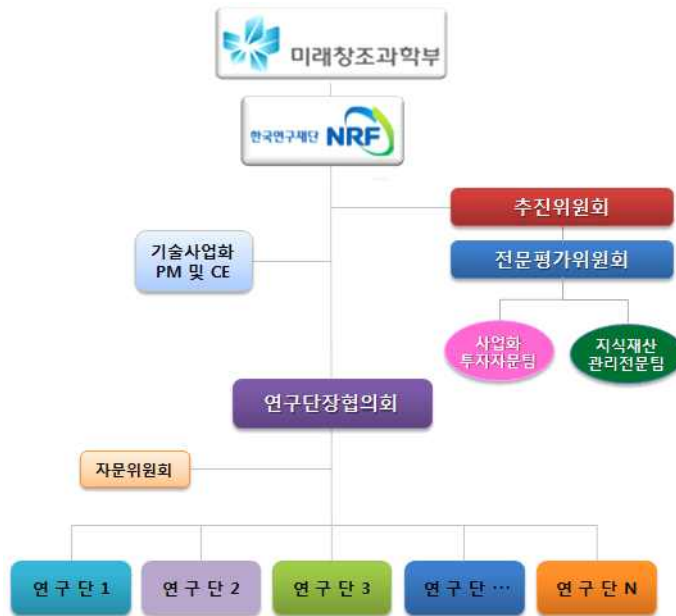 미래창조과학부
한국연구재단 NRF
추진위원회
기술사업화
PM 및 CE
전문평가위원회
사업화
투자자문팀
지식재산
관리전문팀
연구단장협의회
자문위원회
연 구 단 1
연 구 단 2
연 구 단 3
연 구 단 ⋯
연 구 단 N